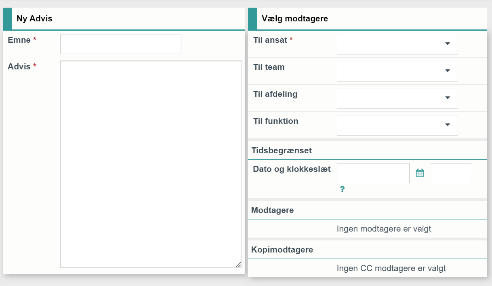 Ny Advis
Emne *
Advis *
Vælg modtagere
Til ansat *
Til team
Til afdeling
Til funktion
Tidsbegrænset
Dato og klokkeslæt
?
Modtagere
Ingen modtagere er valgt
Kopimodtagere
Ingen CC modtagere er valgt